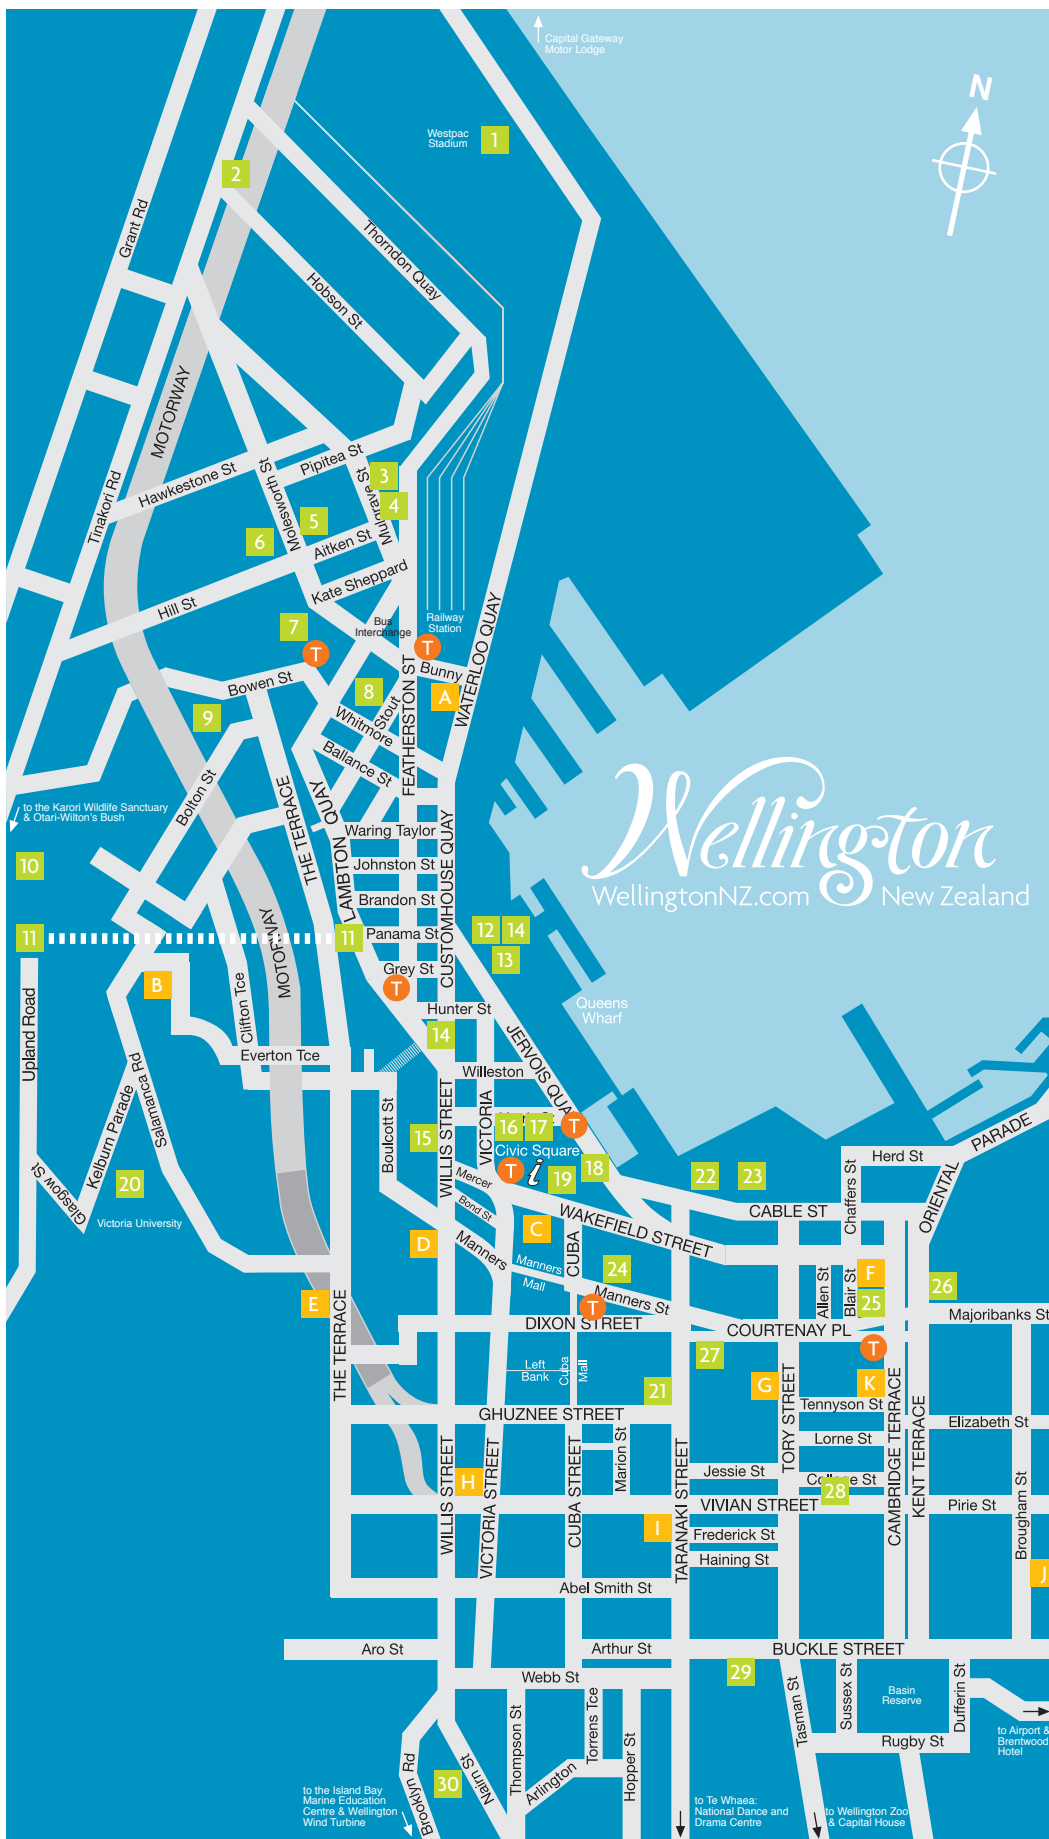 Capital Gateway
Motor Lodge
N
Westpac
Stadium
1
2
Grant Rd
Thorndon Quay
Hobson St
MOTORWAY
Pipitea St
Hawkestone St
Molesworth St
Mulgrave St
3
4
5
6
Tinakori Rd
Aitken St
Kate Sheppard
Hill St
Bus
Interchange
Railway
Station
WATERLOO QUAY
7
T
T
Bunny
Bowen St
8
A
Stout
FEATHERSTON ST
9
Whitmore
Ballance St
Bolton St
THE TERRACE
LAMBTON QUAY
to the Karori Wildlife Sanctuary
& Otari-Wilton's Bush
Waring Taylor
CUSTOMHOUSE QUAY
Johnston St
Brandon St
Wellington
WellingtonNZ.com
New Zealand
10
11
11
Panama St
12
14
13
MOTORWAY
Grey St
B
T
Clifton Tce
Hunter St
Queens
Wharf
Upland Road
14
JERVOIS QUAY
Everton Tce
Willeston
Salamanca Rd
Kelburn Parade
Boulcott St
WILLIS STREET
VICTORIA
15
16
17
T
Civic Square
T
i
19
18
Mercer
Bond St
Glasgow St
20
Victoria University
22
23
Herd St
ORIENTAL
PARADE
Chaffers St
CABLE ST
C
WAKEFIELD STREET
CUBA
D
Manners
Manners
Mall
24
Manners St
T
E
F
Allen St
Blair St
25
26
Majoribanks St
DIXON STREET
COURTENAY PL
T
THE TERRACE
Left
Bank
Cuba
Mall
27
G
K
21
TORY STREET
Tennyson St
GHUZNEE STREET
CAMBRIDGE TERRACE
KENT TERRACE
Elizabeth St
Lorne St
WILLIS STREET
VICTORIA STREET
CUBA STREET
Marion St
TARANAKI STREET
Jessie St
College St
28
H
VIVIAN STREET
Pirie St
Brougham St
I
Frederick St
Haining St
J
Abel Smith St
Aro St
Arthur St
BUCKLE STREET
29
Webb St
Tasman St
Sussex St
Basin
Reserve
Dufferin St
Rugby St
to Airport &
Brentwood
Hotel
Thompson St
Torrens Tce
Hopper St
Arlington
Nairn St
30
Brooklyn Rd
to the Island Bay
Marine Education
Centre & Wellington
Wind Turbine
to Te Whaea:
National Dance and
Drama Centre
to Wellington Zoo
& Capital House